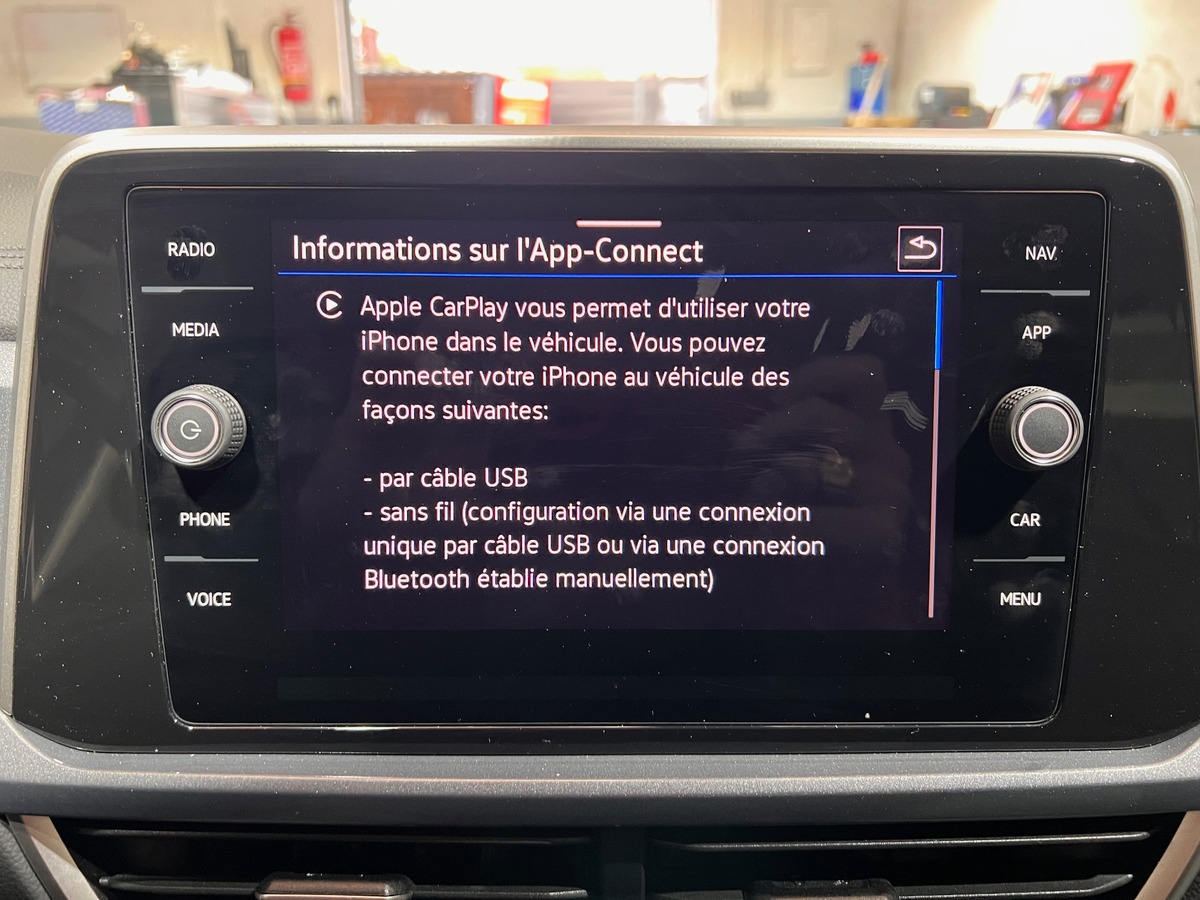 Informations sur l'App-Connect
Apple CarPlay vous permet d'utiliser votre
iPhone dans le véhicule. Vous pouvez
connecter votre iPhone au véhicule des
façons suivantes:
- par câble USB
- sans fil (configuration via une connexion
unique par câble USB ou via une connexion
Bluetooth établie manuellement)
RADIO
MEDIA
PHONE
VOICE
NAV
APP
CAR
MENU